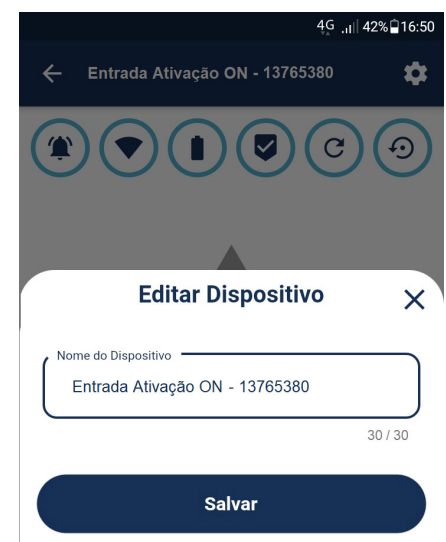 4G 42% 16:50
Entrada Ativação ON - 13765380
Editar Dispositivo
Nome do Dispositivo
Entrada Ativação ON - 13765380
30 / 30
Salvar